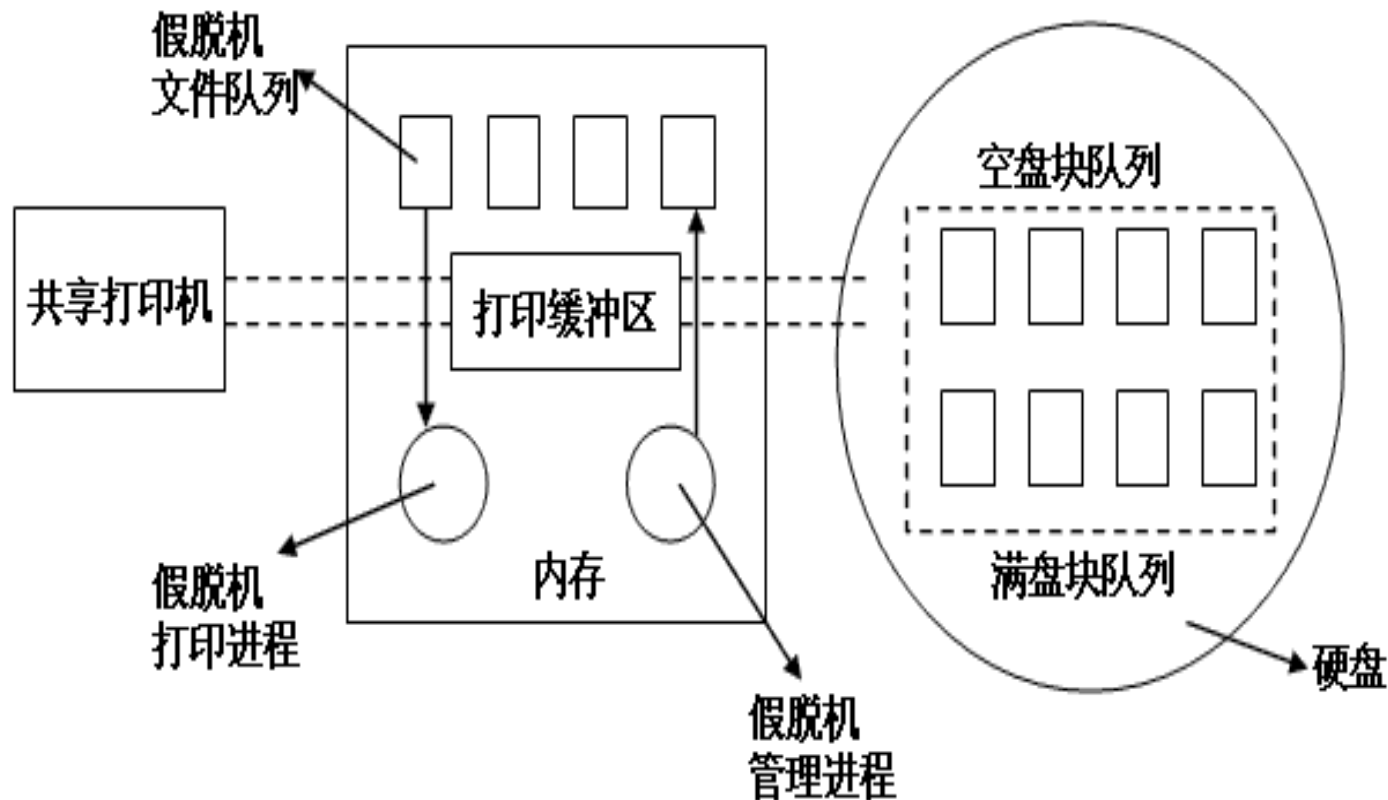 假脱机
文件队列
空盘块队列
共享打印机
打印缓冲区
内存
满盘块队列
假脱机
打印进程
硬盘
假脱机
管理进程